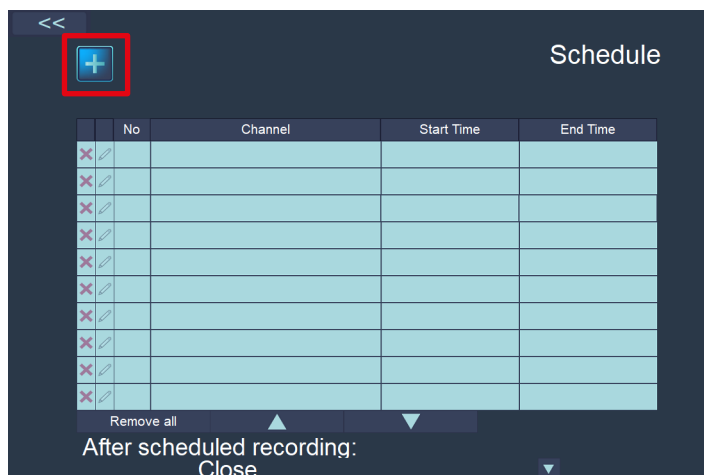 <<
Schedule
No Channel Start Time End Time
Remove all
After scheduled recording:
Close